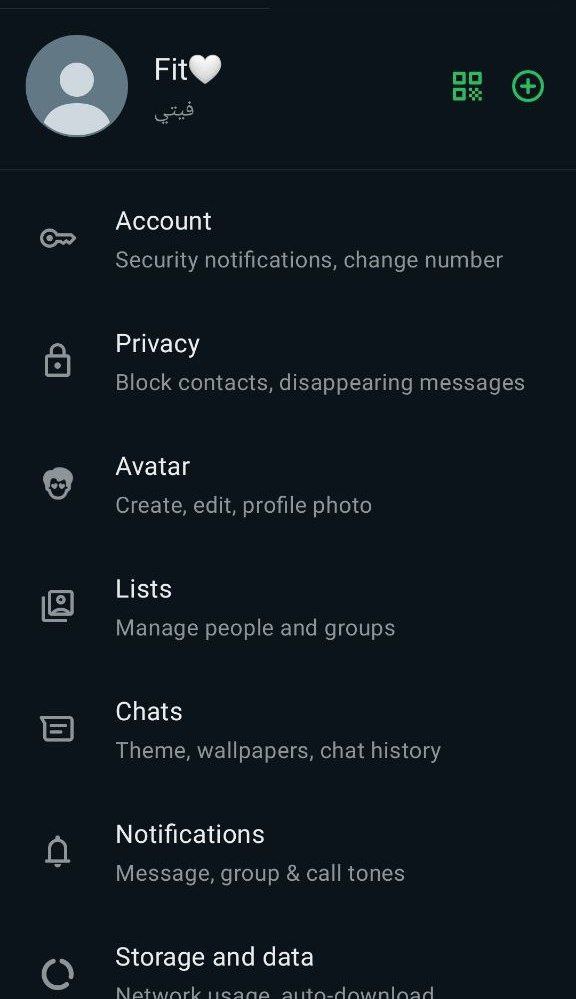 Fit🤍
فيتي
Account
Security notifications, change number
Privacy
Block contacts, disappearing messages
Avatar
Create, edit, profile photo
Lists
Manage people and groups
Chats
Theme, wallpapers, chat history
Notifications
Message, group & call tones
Storage and data
Network usage, auto-download